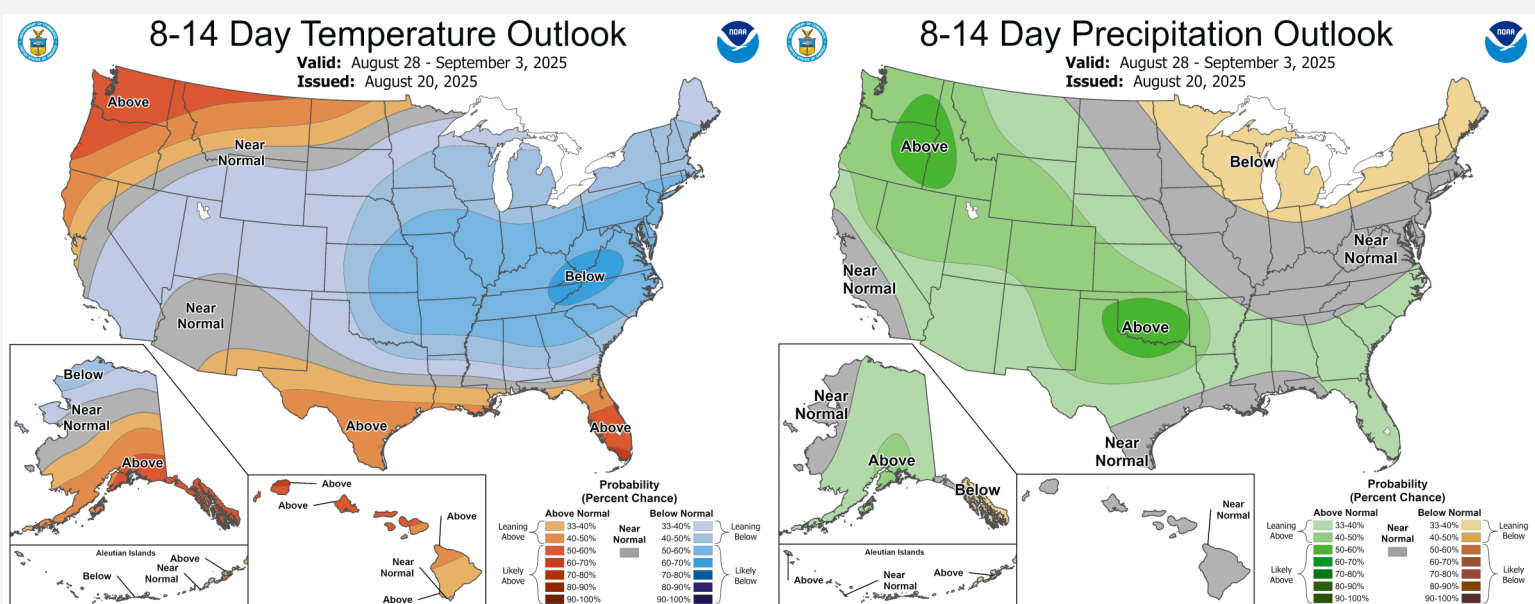 8-14 Day Temperature Outlook
Valid: August 28 - September 3, 2025
Issued: August 20, 2025
NOAA
Above
Near
Normal
Below
Near
Normal
Above
Above
Below
Near
Normal
Above
Above
Above
Above
Near
Normal
Above
Aleutian Islands
Above
Near
Normal
Below
Probability
(Percent Chance)
Above Normal
Near
Normal
Below Normal
Leaning
Above
33-40%
40-50%
50-60%
60-70%
70-80%
80-90%
90-100%
Likely
Above
33-40%
40-50%
50-60%
60-70%
70-80%
80-90%
90-100%
Leaning
Below
Likely
Below
8-14 Day Precipitation Outlook
Valid: August 28 - September 3, 2025
Issued: August 20, 2025
NOAA
Above
Below
Near
Normal
Near
Normal
Above
Near
Normal
Near
Normal
Above
Below
Near
Normal
Aleutian Islands
Above
Near
Normal
Above
Probability
(Percent Chance)
Above Normal
Near
Normal
Below Normal
Leaning
Above
33-40%
40-50%
50-60%
60-70%
70-80%
80-90%
90-100%
Likely
Above
33-40%
40-50%
50-60%
60-70%
70-80%
80-90%
90-100%
Leaning
Below
Likely
Below